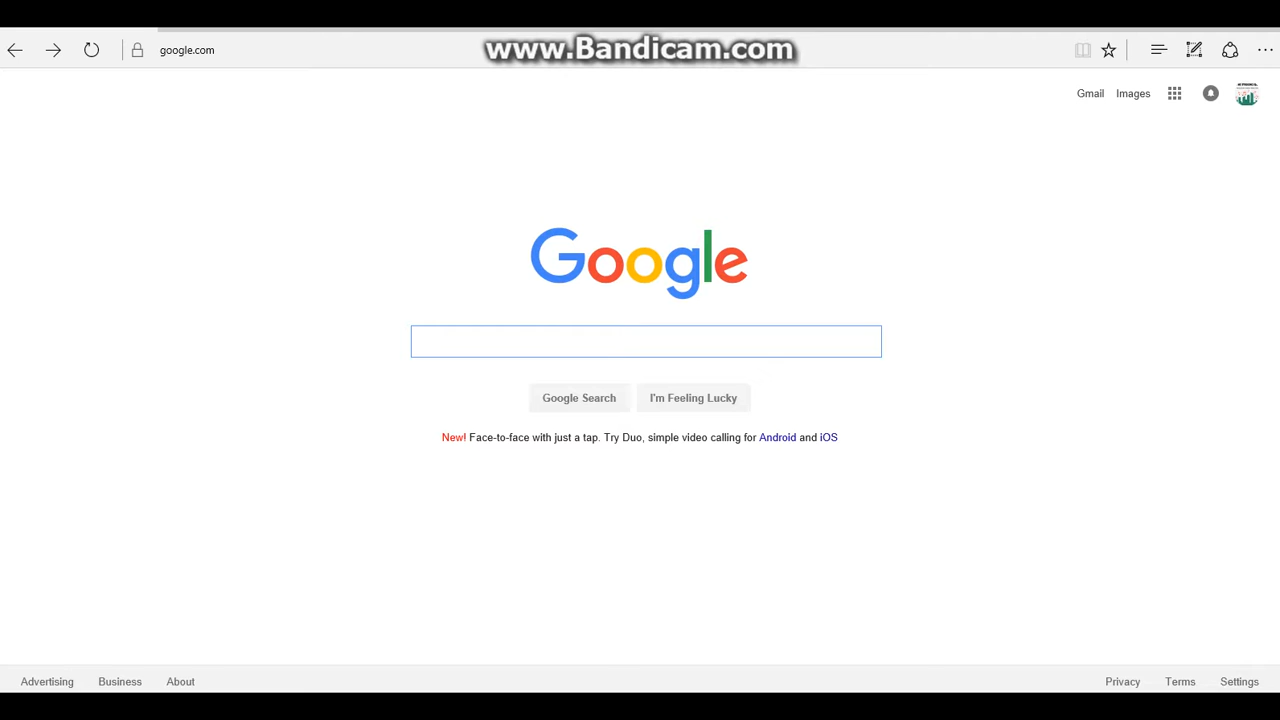 google.com
www.Bandicam.com
Gmail Images
Google
Google Search I'm Feeling Lucky
New! Face-to-face with just a tap. Try Duo, simple video calling for Android and iOS
Advertising Business About Privacy Terms Settings